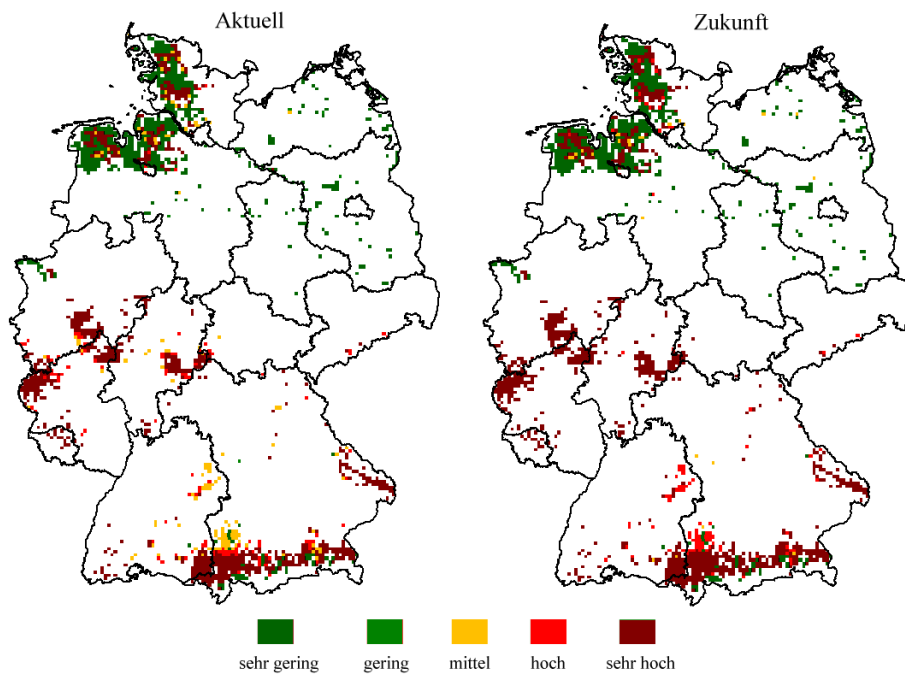 Aktuell
Zukunft
sehr gering
gering
mittel
hoch
sehr hoch